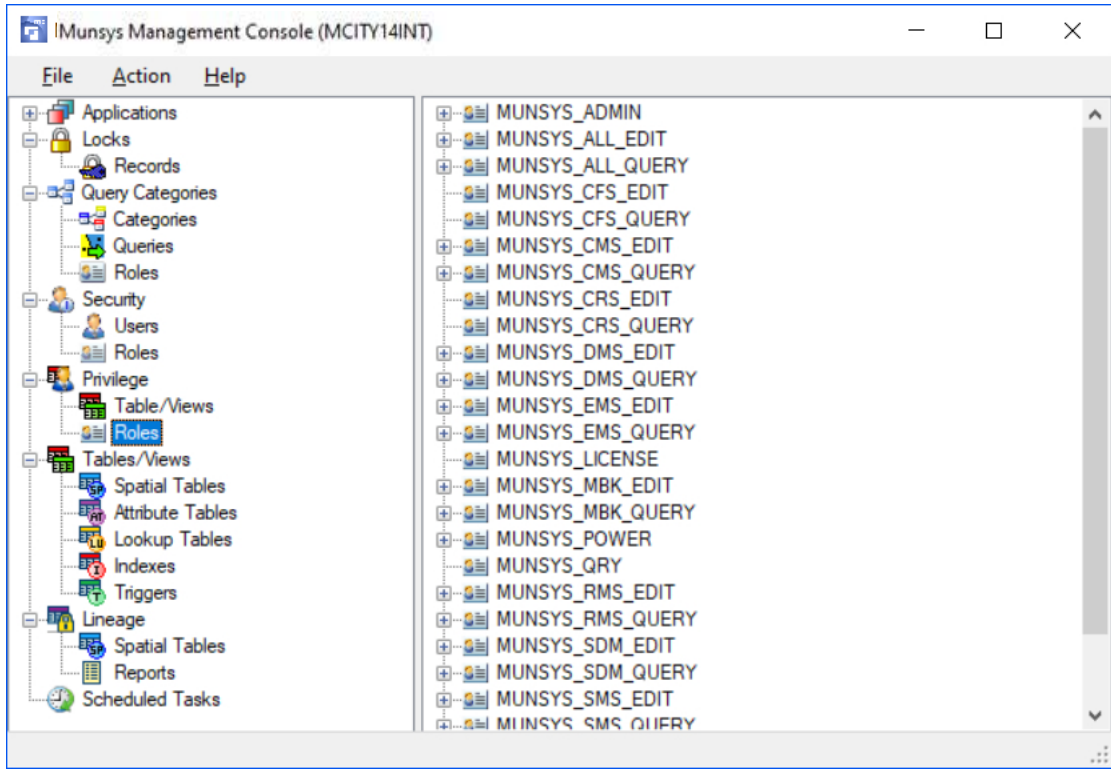 Munsys Management Console (MCITY14INT)
File Action Help
Applications
Locks
Records
Query Categories
Categories
Queries
Roles
Security
Users
Roles
Privilege
Table/Views
Roles
Tables/Views
Spatial Tables
Attribute Tables
Lookup Tables
Indexes
Triggers
Lineage
Spatial Tables
Reports
Scheduled Tasks
MUNSYS_ADMIN
MUNSYS_ALL_EDIT
MUNSYS_ALL_QUERY
MUNSYS_CFS_EDIT
MUNSYS_CFS_QUERY
MUNSYS_CMS_EDIT
MUNSYS_CMS_QUERY
MUNSYS_CRS_EDIT
MUNSYS_CRS_QUERY
MUNSYS_DMS_EDIT
MUNSYS_DMS_QUERY
MUNSYS_EMS_EDIT
MUNSYS_EMS_QUERY
MUNSYS_LICENSE
MUNSYS_MBK_EDIT
MUNSYS_MBK_QUERY
MUNSYS_POWER
MUNSYS_QRY
MUNSYS_RMS_EDIT
MUNSYS_RMS_QUERY
MUNSYS_SDM_EDIT
MUNSYS_SDM_QUERY
MUNSYS_SMS_EDIT
MUNSYS_SMS_QUERY